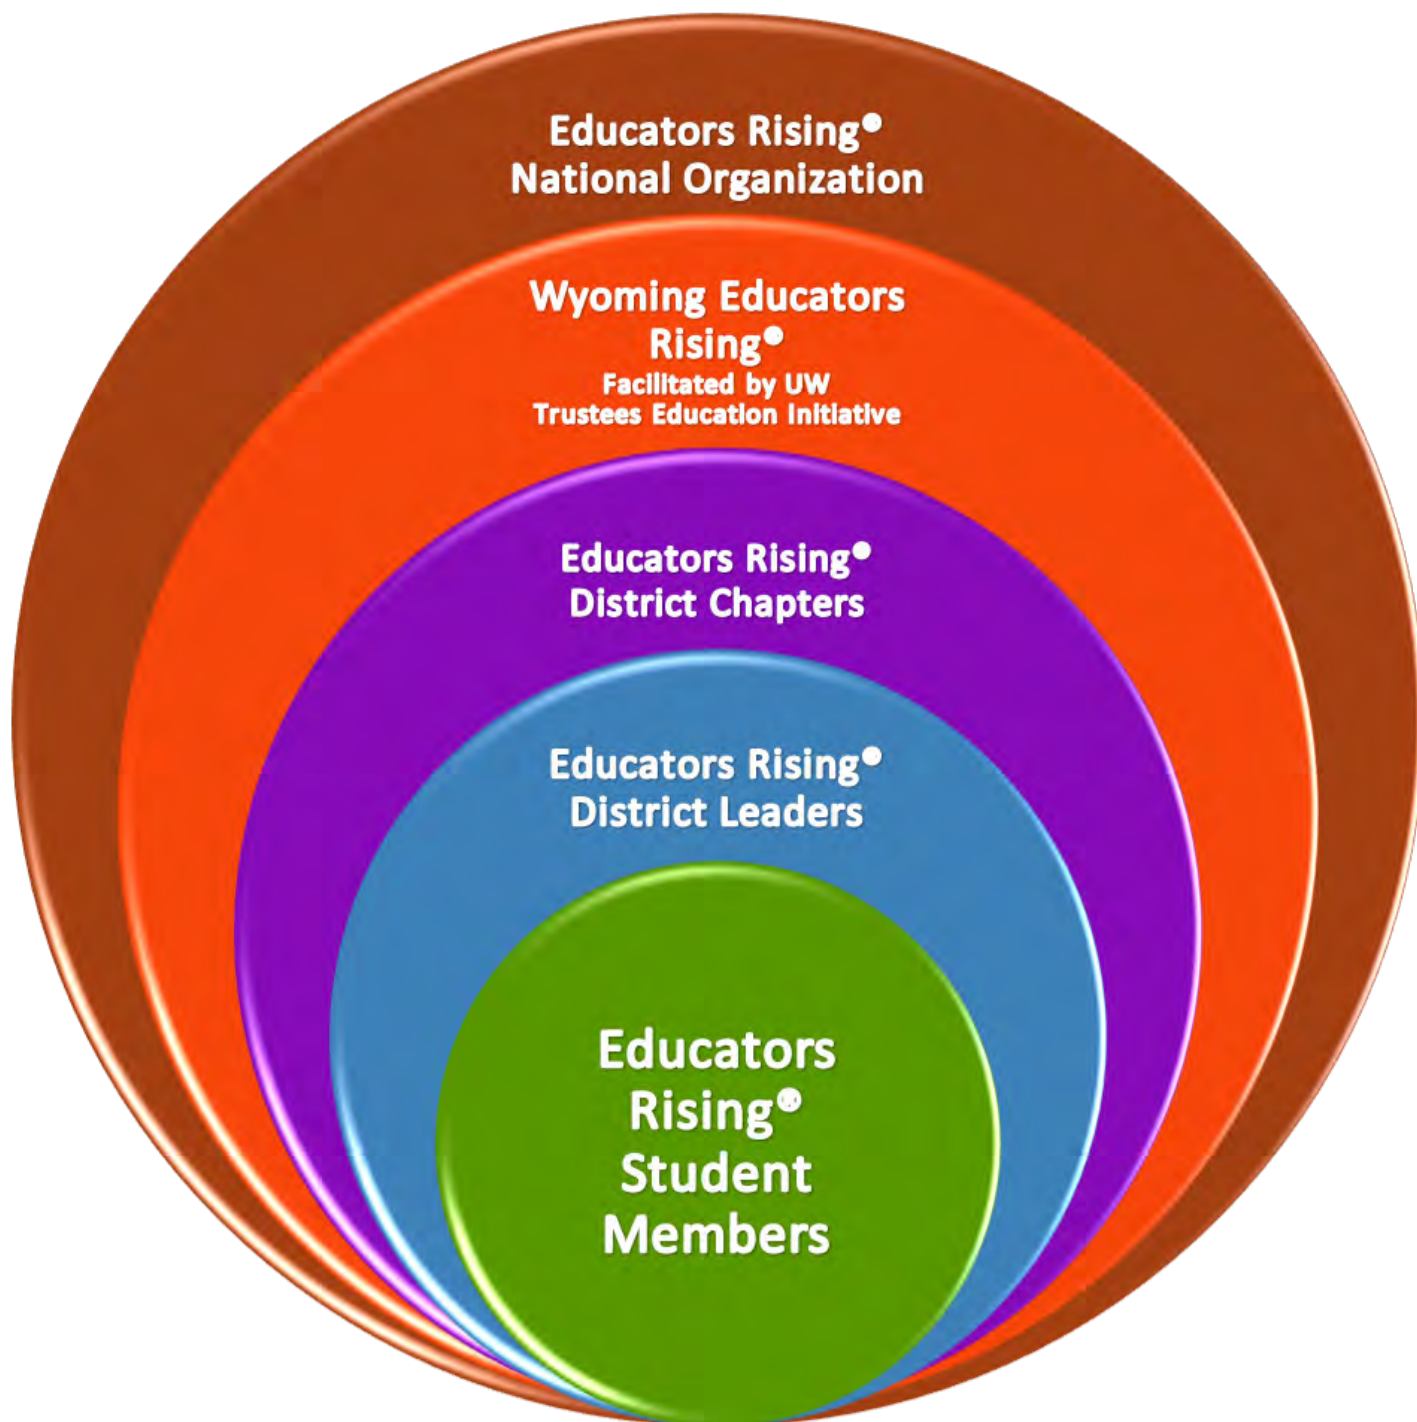 Educators Rising®
National Organization
Wyoming Educators
Rising®
Facilitated by UW
Trustees Education Initiative
Educators Rising®
District Chapters
Educators Rising®
District Leaders
Educators
Rising®
Student
Members